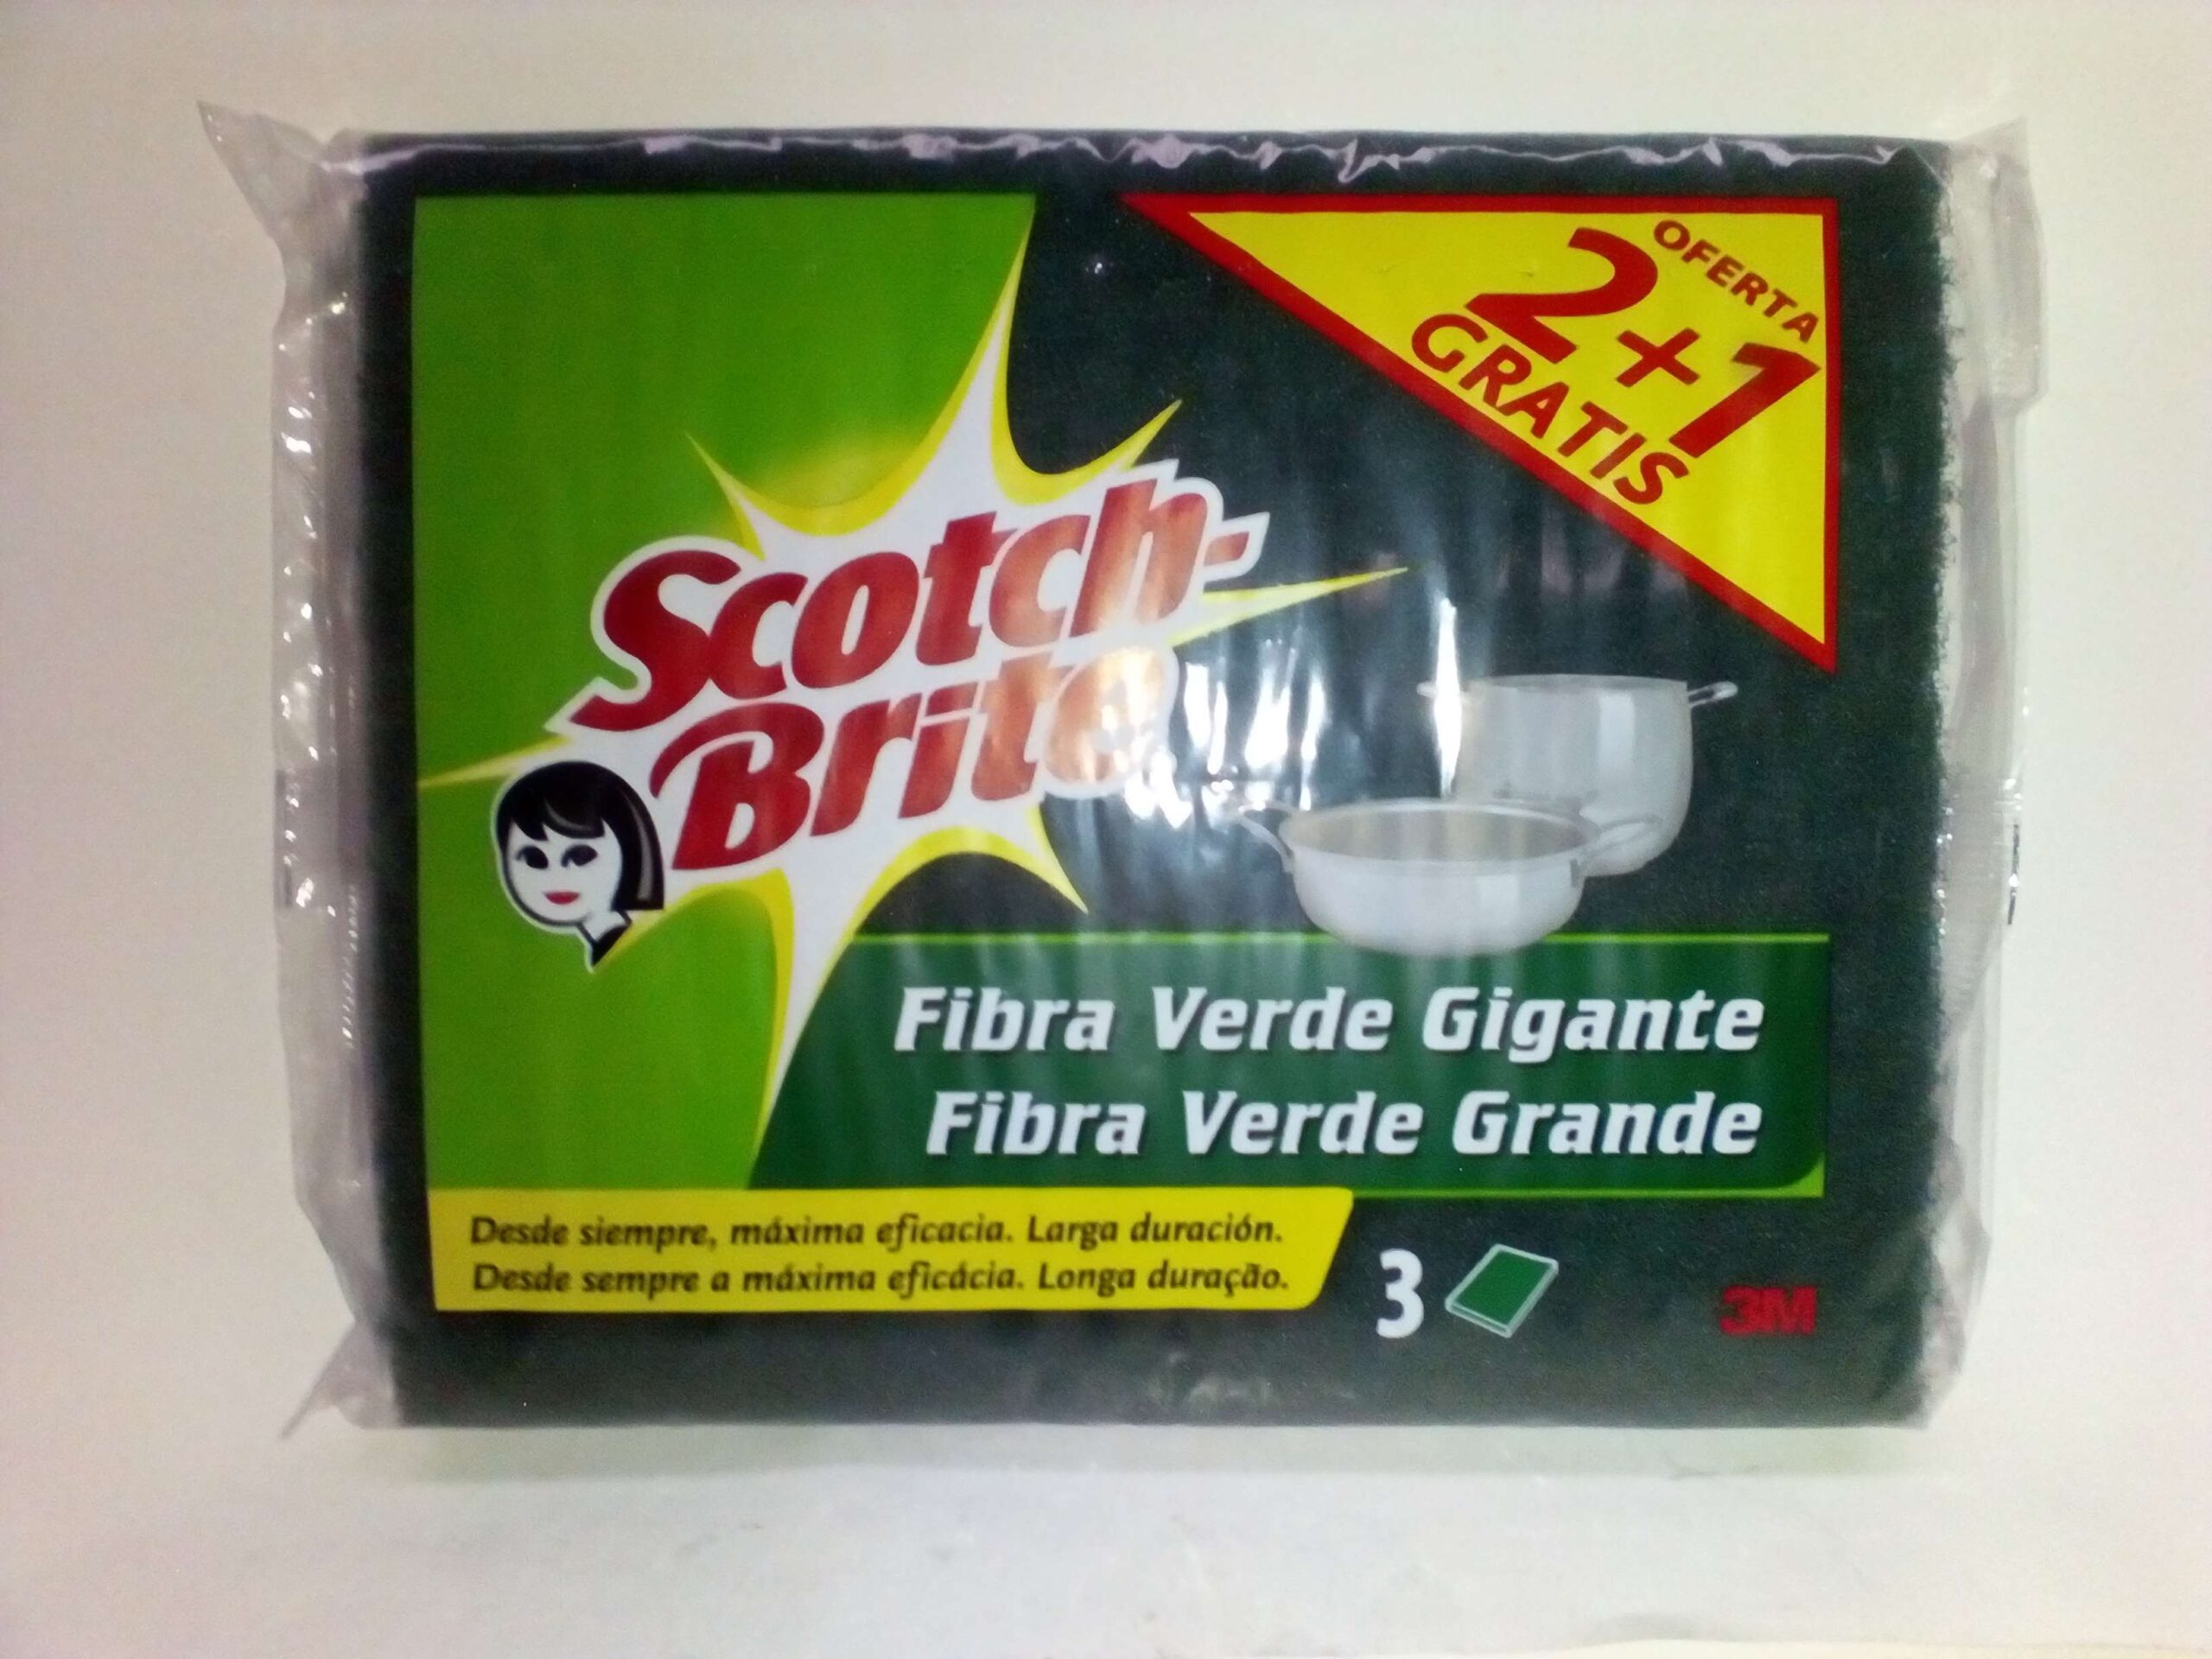 OFERTA
2+1
GRATIS
Scotch-
Brite
Fibra Verde Gigante
Fibra Verde Grande
Desde siempre, máxima eficacia. Larga duración.
Desde sempre a máxima eficácia. Longa duração.
3
3M